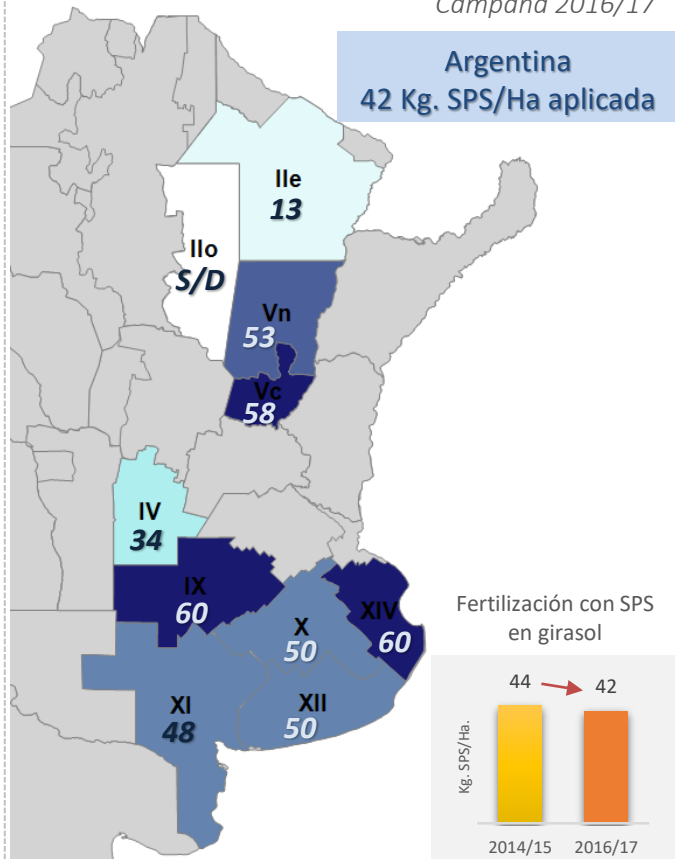 Campaña 2016/17
Argentina
42 Kg. SPS/Ha aplicada
IIe
13
IIo
S/D
Vn
53
Vc
58
IV
34
IX
60
XIV
60
X
50
XI
48
XII
50
Fertilización con SPS
en girasol
44
42
Kg. SPS/Ha.
2014/15
2016/17